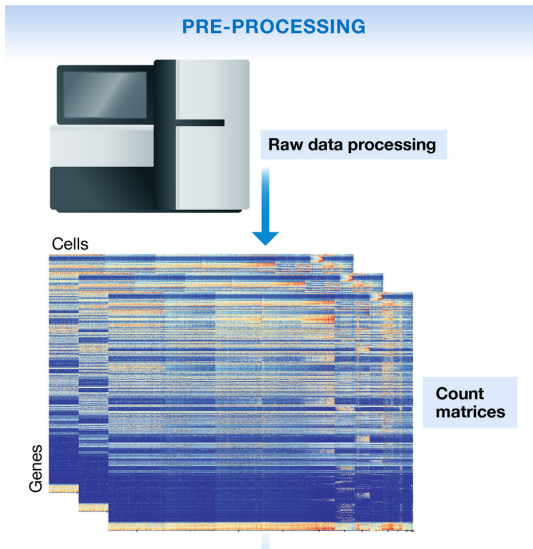 PRE-PROCESSING
Raw data processing
Cells
Genes
Count
matrices